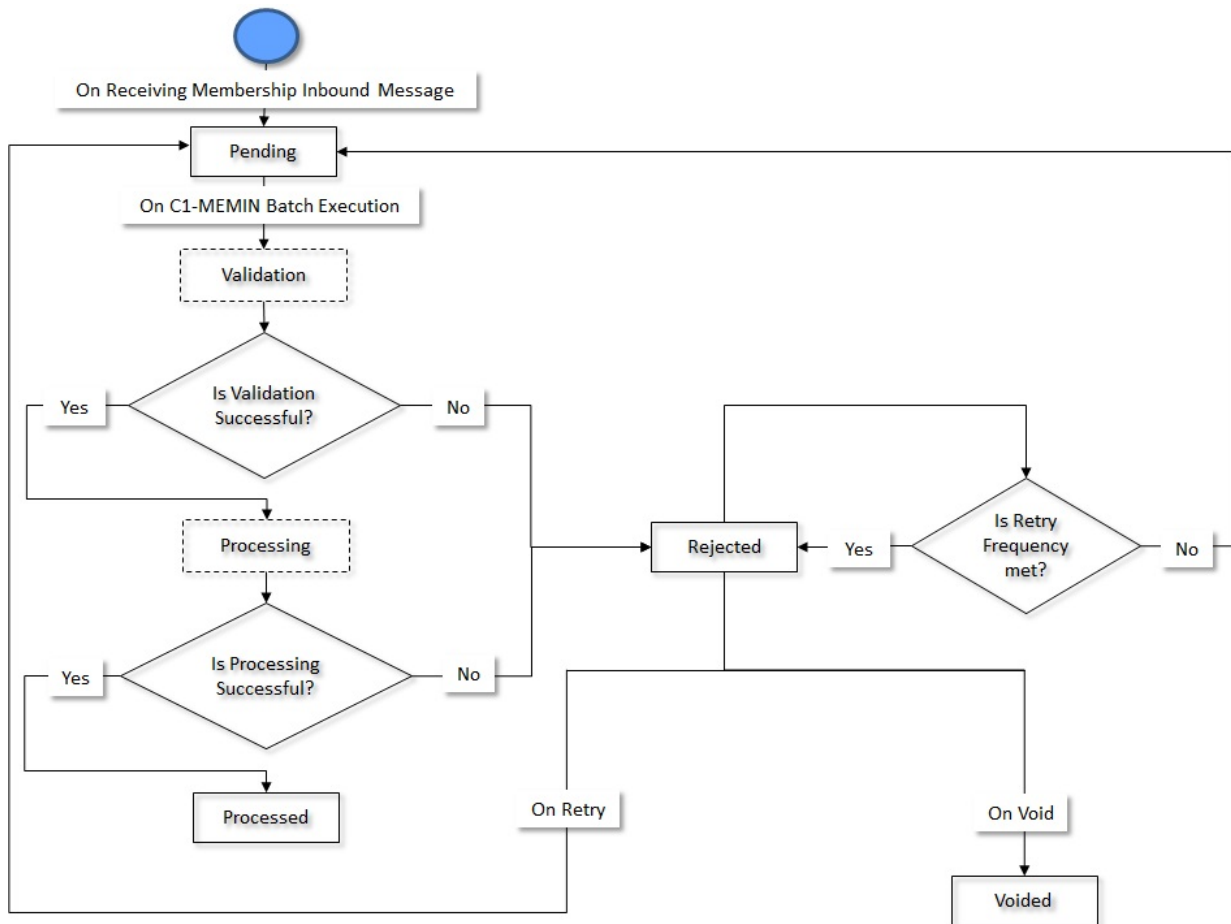 On Receiving Membership Inbound Message
Pending
On C1-MEMIN Batch Execution
Validation
Is Validation
Successful?
Yes
No
Processing
Is Processing
Successful?
Yes
No
Processed
Rejected
Is Retry
Frequency
met?
Yes
No
On Retry
On Void
Voided